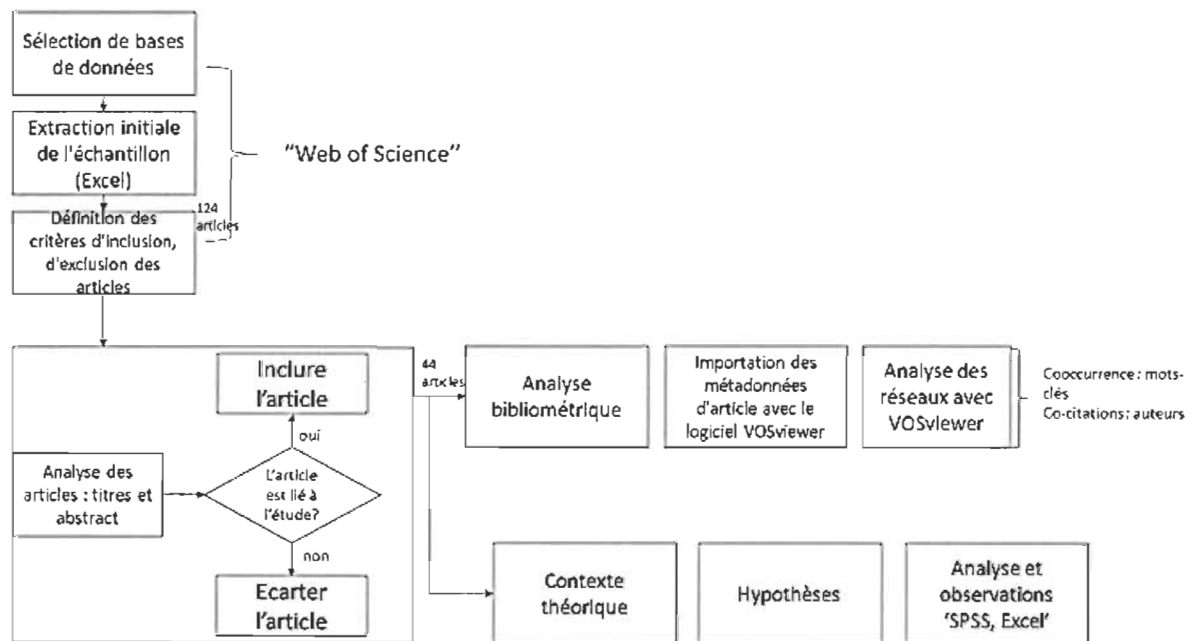 Sélection de bases
de données
Extraction initiale
de l'échantillon
(Excel)
"Web of Science"
124
articles
Définition des
critères d'inclusion,
d'exclusion des
articles
Inclure
l'article
oui
Analyse des
articles : titres et
abstract
L'article
est lié à
l'étude?
non
Ecarter
l'article
44
articles
Analyse
bibliométrique
Importation des
métadonnées
d'article avec le
logiciel VOSviewer
Analyse des
réseaux avec
VOSviewer
Cooccurrence : mots-
clés
Co-citations : auteurs
Contexte
théorique
Hypothèses
Analyse et
observations
'SPSS, Excel'